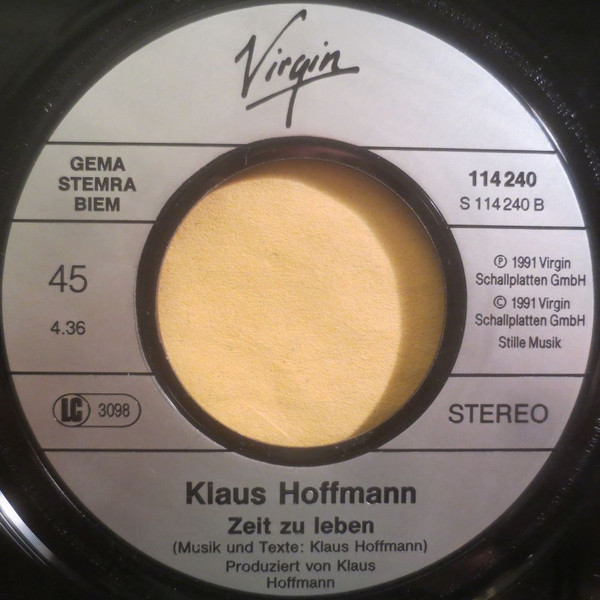 Virgin
GEMA
STEMRA
BIEM
114 240
S 114 240 B
45
4.36
℗ 1991 Virgin
Schallplatten GmbH
© 1991 Virgin
Schallplatten GmbH
Stille Musik
LC 3098
STEREO
Klaus Hoffmann
Zeit zu leben
(Musik und Texte: Klaus Hoffmann)
Produziert von Klaus
Hoffmann